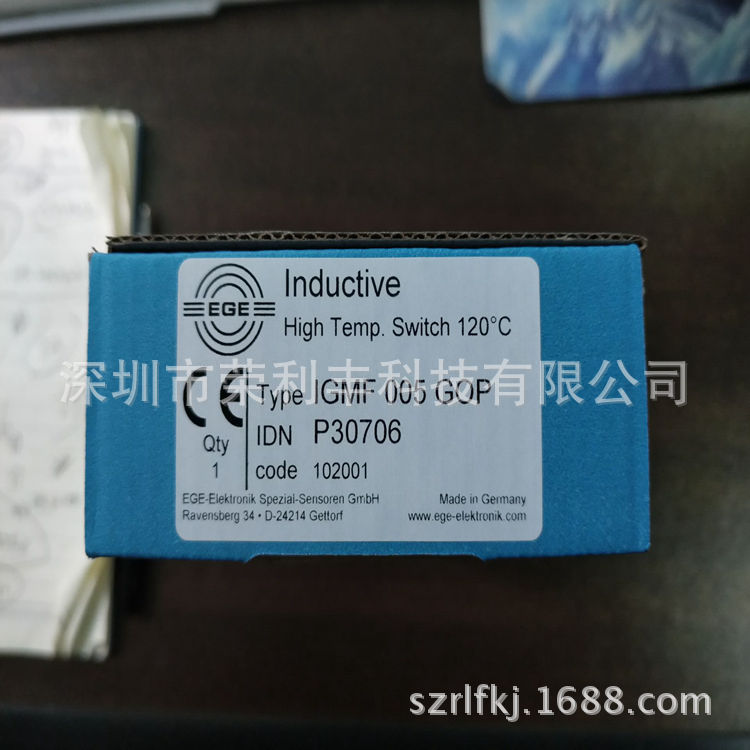 EGE
Inductive
High Temp. Switch 120°C
深圳市荣利丰科技有限公司
CE
Type IGMF 005 GOP
Qty
1
IDN P30706
code 102001
EGE-Elektronik Spezial-Sensoren GmbH
Ravensberg 34 • D-24214 Gettorf
Made in Germany
www.ege-elektronik.com
szrlfkj.1688.com